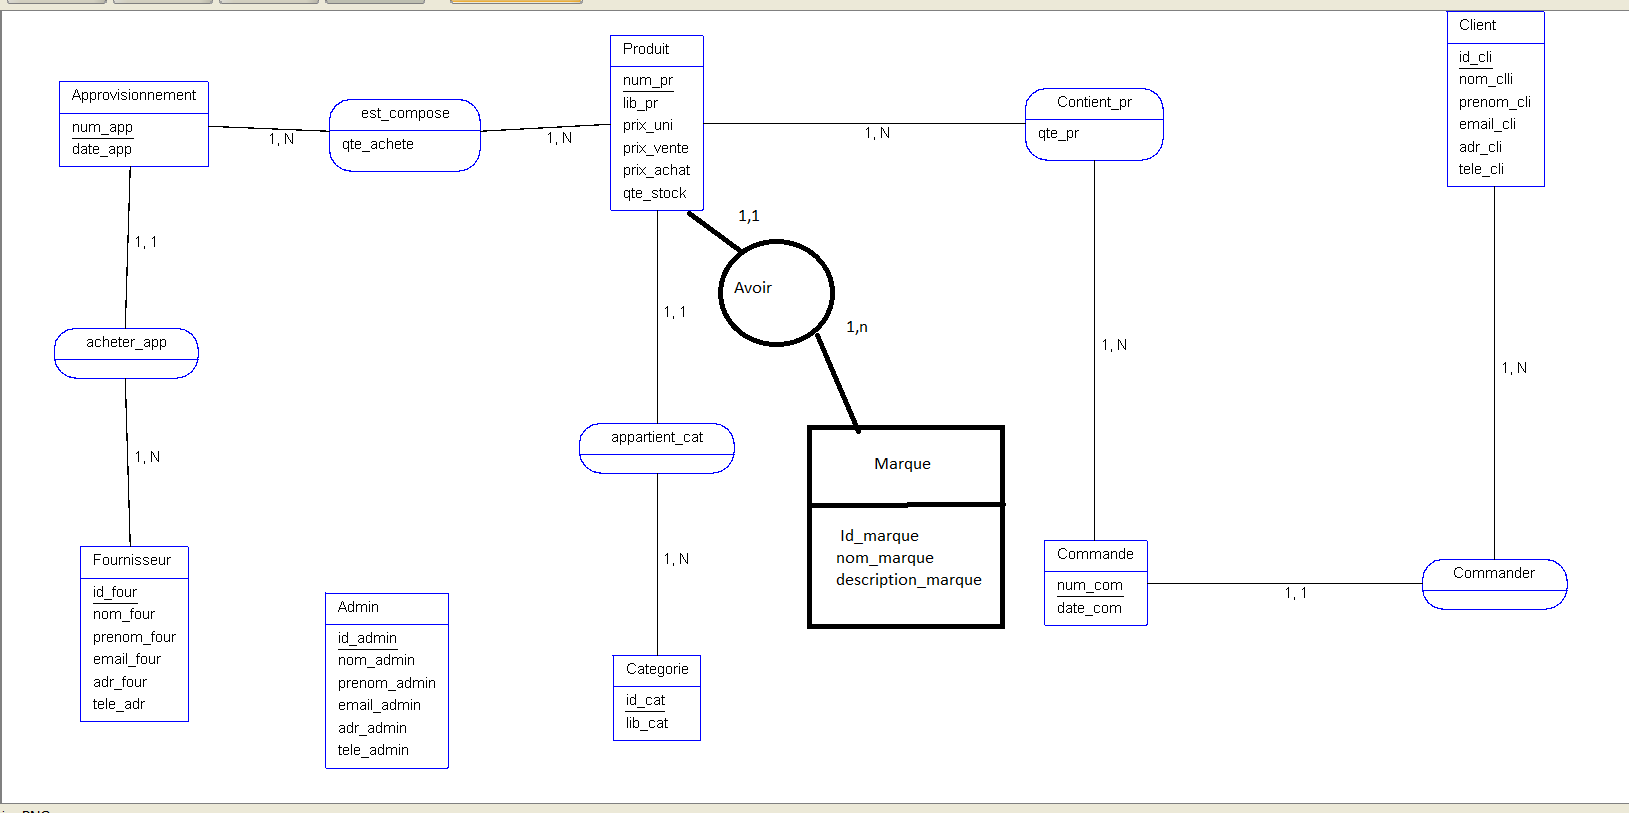 Approvisionnement
num_app
date_app
1, N
est_compose
qte_achete
1, N
Produit
num_pr
lib_pr
prix_uni
prix_vente
prix_achat
qte_stock
1, N
Contient_pr
qte_pr
Client
id_cli
nom_clli
prenom_cli
email_cli
adr_cli
tele_cli
1, 1
acheter_app
1, N
Fournisseur
id_four
nom_four
prenom_four
email_four
adr_four
tele_adr
Admin
id_admin
nom_admin
prenom_admin
email_admin
adr_admin
tele_admin
1, 1
appartient_cat
1, N
Categorie
id_cat
lib_cat
1,1
Avoir
1,n
Marque
Id_marque
nom_marque
description_marque
1, N
Commande
num_com
date_com
1, 1
Commander
1, N